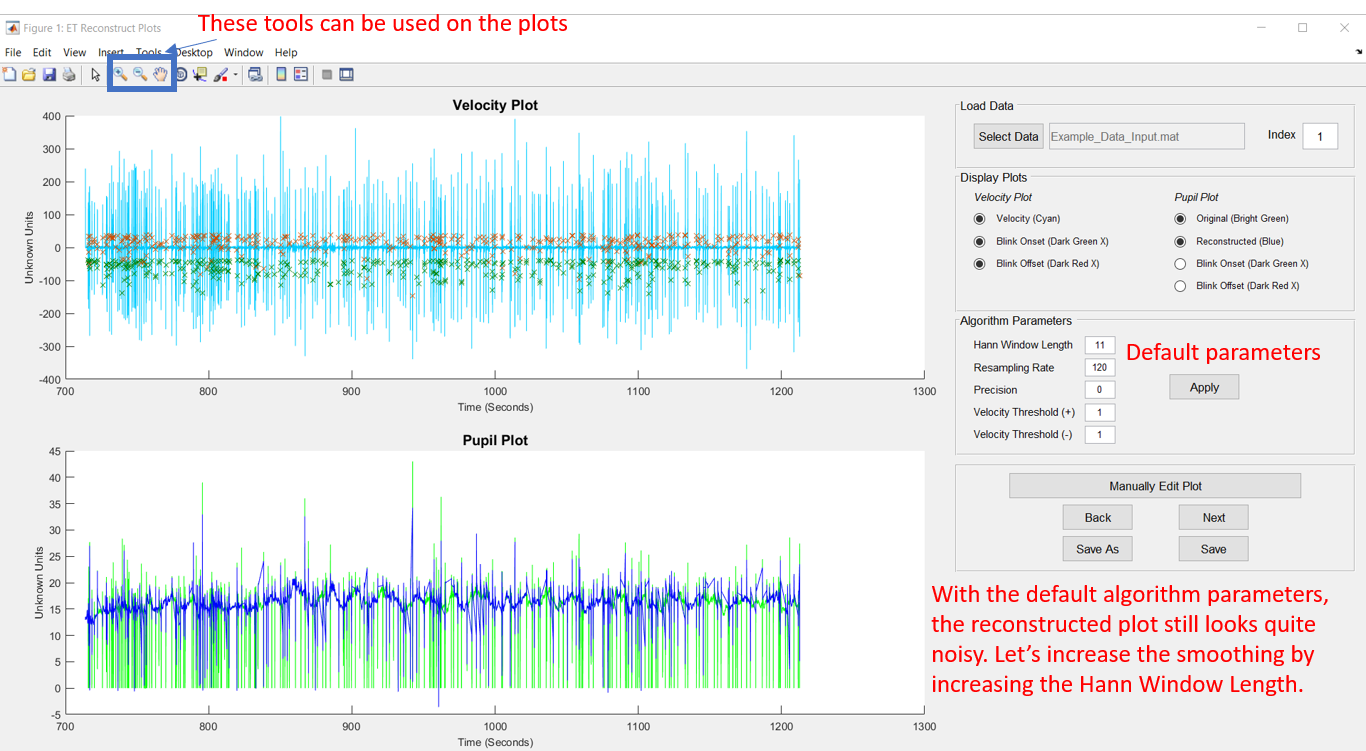 These tools can be used on the plots
Figure 1: ET Reconstruct Plots
File Edit View Insert Tools Desktop Window Help
Velocity Plot
400
300
200
100
0
-100
-200
-300
-400
Unknown Units
700 800 900 1000 1100 1200 1300
Time (Seconds)
Pupil Plot
45
40
35
30
25
20
15
10
5
0
-5
Unknown Units
700 800 900 1000 1100 1200 1300
Time (Seconds)
Load Data
Select Data Example_Data_Input.mat Index 1
Display Plots
Velocity Plot Pupil Plot
Velocity (Cyan) Original (Bright Green)
Blink Onset (Dark Green X) Reconstructed (Blue)
Blink Offset (Dark Red X) Blink Onset (Dark Green X)
Blink Offset (Dark Red X)
Algorithm Parameters
Hann Window Length 11 Default parameters
Resampling Rate 120
Precision 0 Apply
Velocity Threshold (+) 1
Velocity Threshold (-) 1
Manually Edit Plot
Back Next
Save As Save
With the default algorithm parameters,
the reconstructed plot still looks quite
noisy. Let's increase the smoothing by
increasing the Hann Window Length.